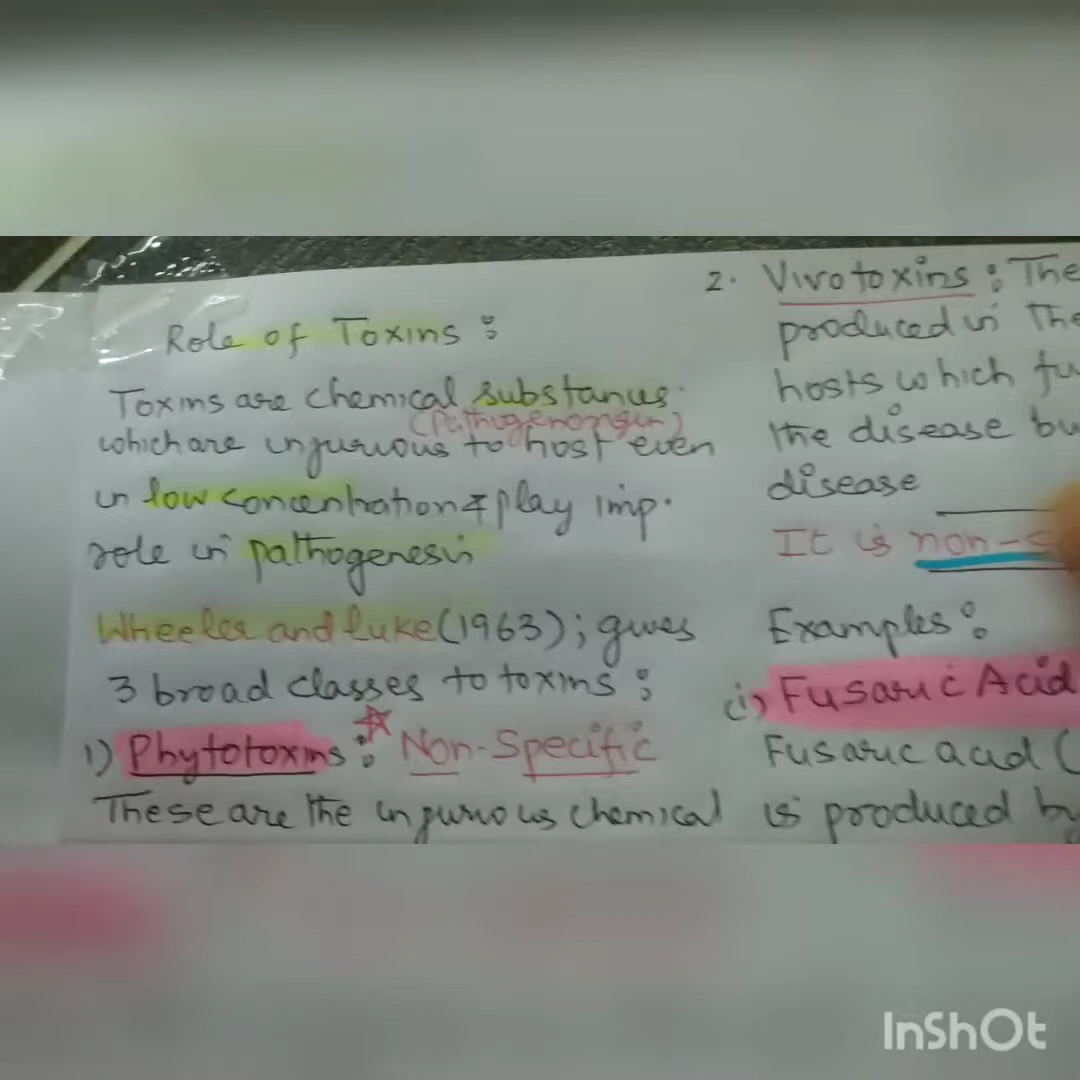 Role of Toxins :
Toxins are chemical substances
(Pathogen origin)
which are injurious to host even
in low concentration & play imp.
role in pathogenesis
Wheeler and Luke (1963); gives
3 broad classes to toxins :
1) Phytotoxins : Non-Specific
These are the injurious chemical
2. Vivotoxins : The
produced in the
hosts which fu
the disease bu
disease
It is non-s
Examples :
(i) Fusaric Acid
Fusaric acid (
is produced by
InShOt